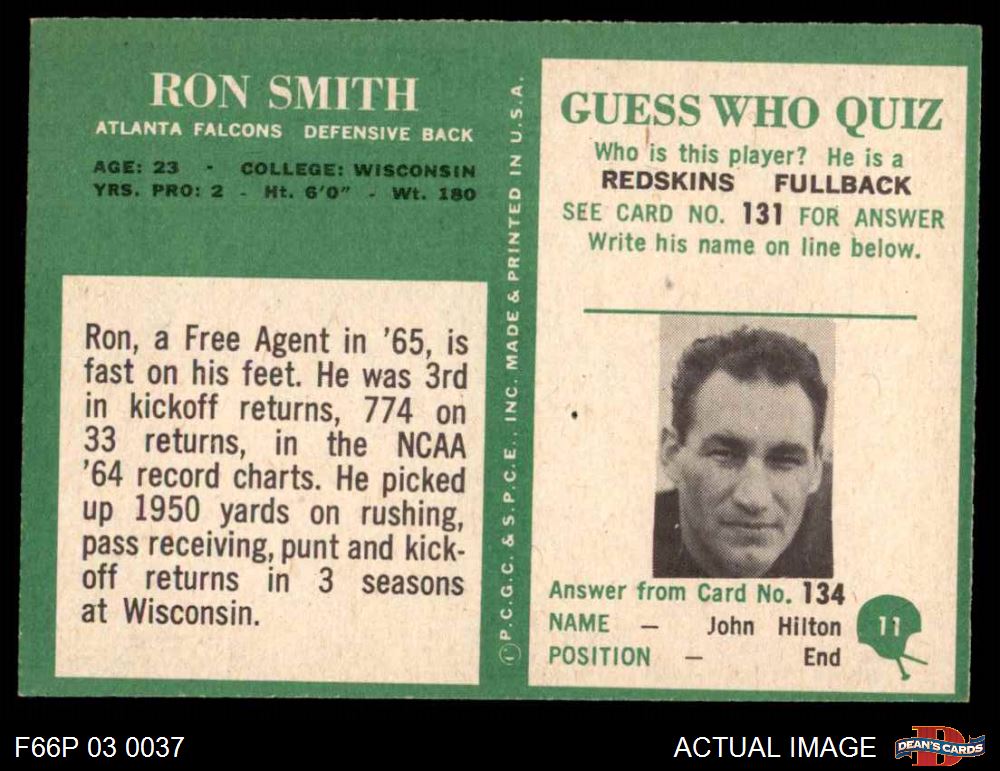 RON SMITH
ATLANTA FALCONS DEFENSIVE BACK
AGE: 23 - COLLEGE: WISCONSIN
YRS. PRO: 2 - Ht. 6'0" - Wt. 180
Ron, a Free Agent in '65, is
fast on his feet. He was 3rd
in kickoff returns, 774 on
33 returns, in the NCAA
'64 record charts. He picked
up 1950 yards on rushing,
pass receiving, punt and kick-
off returns in 3 seasons
at Wisconsin.
© P.C.G.C. & S.P.C.E., INC. MADE & PRINTED IN U.S.A.
GUESS WHO QUIZ
Who is this player? He is a
REDSKINS FULLBACK
SEE CARD NO. 131 FOR ANSWER
Write his name on line below.
Answer from Card No. 134
NAME – John Hilton
POSITION – End
11
F66P 03 0037
ACTUAL IMAGE
D
DEAN'S CARDS